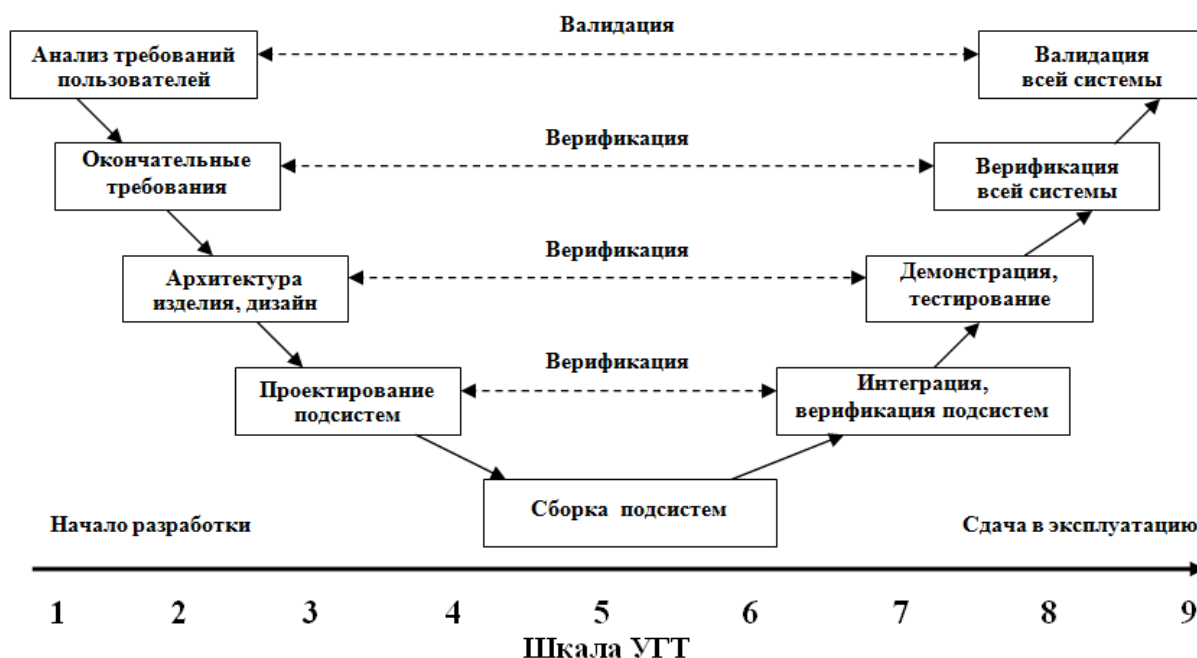 Валидация
Анализ требований
пользователей
Валидация
всей системы
Верификация
Окончательные
требования
Верификация
всей системы
Верификация
Архитектура
изделия, дизайн
Демонстрация,
тестирование
Верификация
Проектирование
подсистем
Интеграция,
верификация подсистем
Сборка подсистем
Начало разработки
Сдача в эксплуатацию
1 2 3 4 5 6 7 8 9
Шкала УГТ